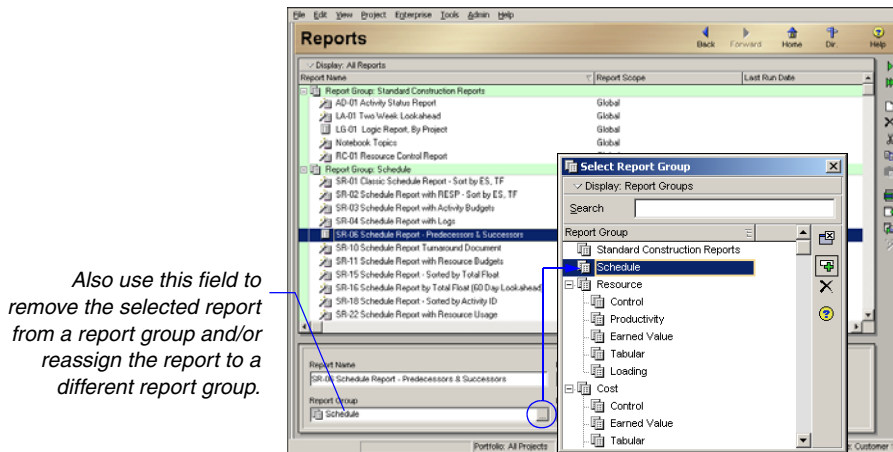 File Edit View Project Enterprise Tools Admin Help
Reports
Back Forward Home Dir. Help
Display: All Reports
Report Name Report Scope Last Run Date
Report Group: Standard Construction Reports
AD-01 Activity Status Report Global
LA-01 Two Week Lookahead Global
LG-01 Logic Report, By Project Global
Notebook Topics Global
RC-01 Resource Control Report
Report Group: Schedule
SR-01 Classic Schedule Report - Sort by ES, TF
SR-02 Schedule Report with RESP - Sort by ES, TF
SR-03 Schedule Report with Activity Budgets
SR-04 Schedule Report with Logs
SR-06 Schedule Report - Predecessors & Successors
SR-10 Schedule Report Turnaround Document
SR-11 Schedule Report with Resource Budgets
SR-15 Schedule Report - Sorted by Total Float
SR-16 Schedule Report by Total Float (60 Day Lookahead
SR-18 Schedule Report - Sorted by Activity ID
SR-22 Schedule Report with Resource Usage
Report Name
SR-06 Schedule Report - Predecessors & Successors
Report Group
Schedule
...
Portfolio: All Projects
Customer
Select Report Group
Display: Report Groups
Search
Report Group
Standard Construction Reports
Schedule
Resource
Control
Productivity
Earned Value
Tabular
Loading
Cost
Control
Earned Value
Tabular
Also use this field to
remove the selected report
from a report group and/or
reassign the report to a
different report group.